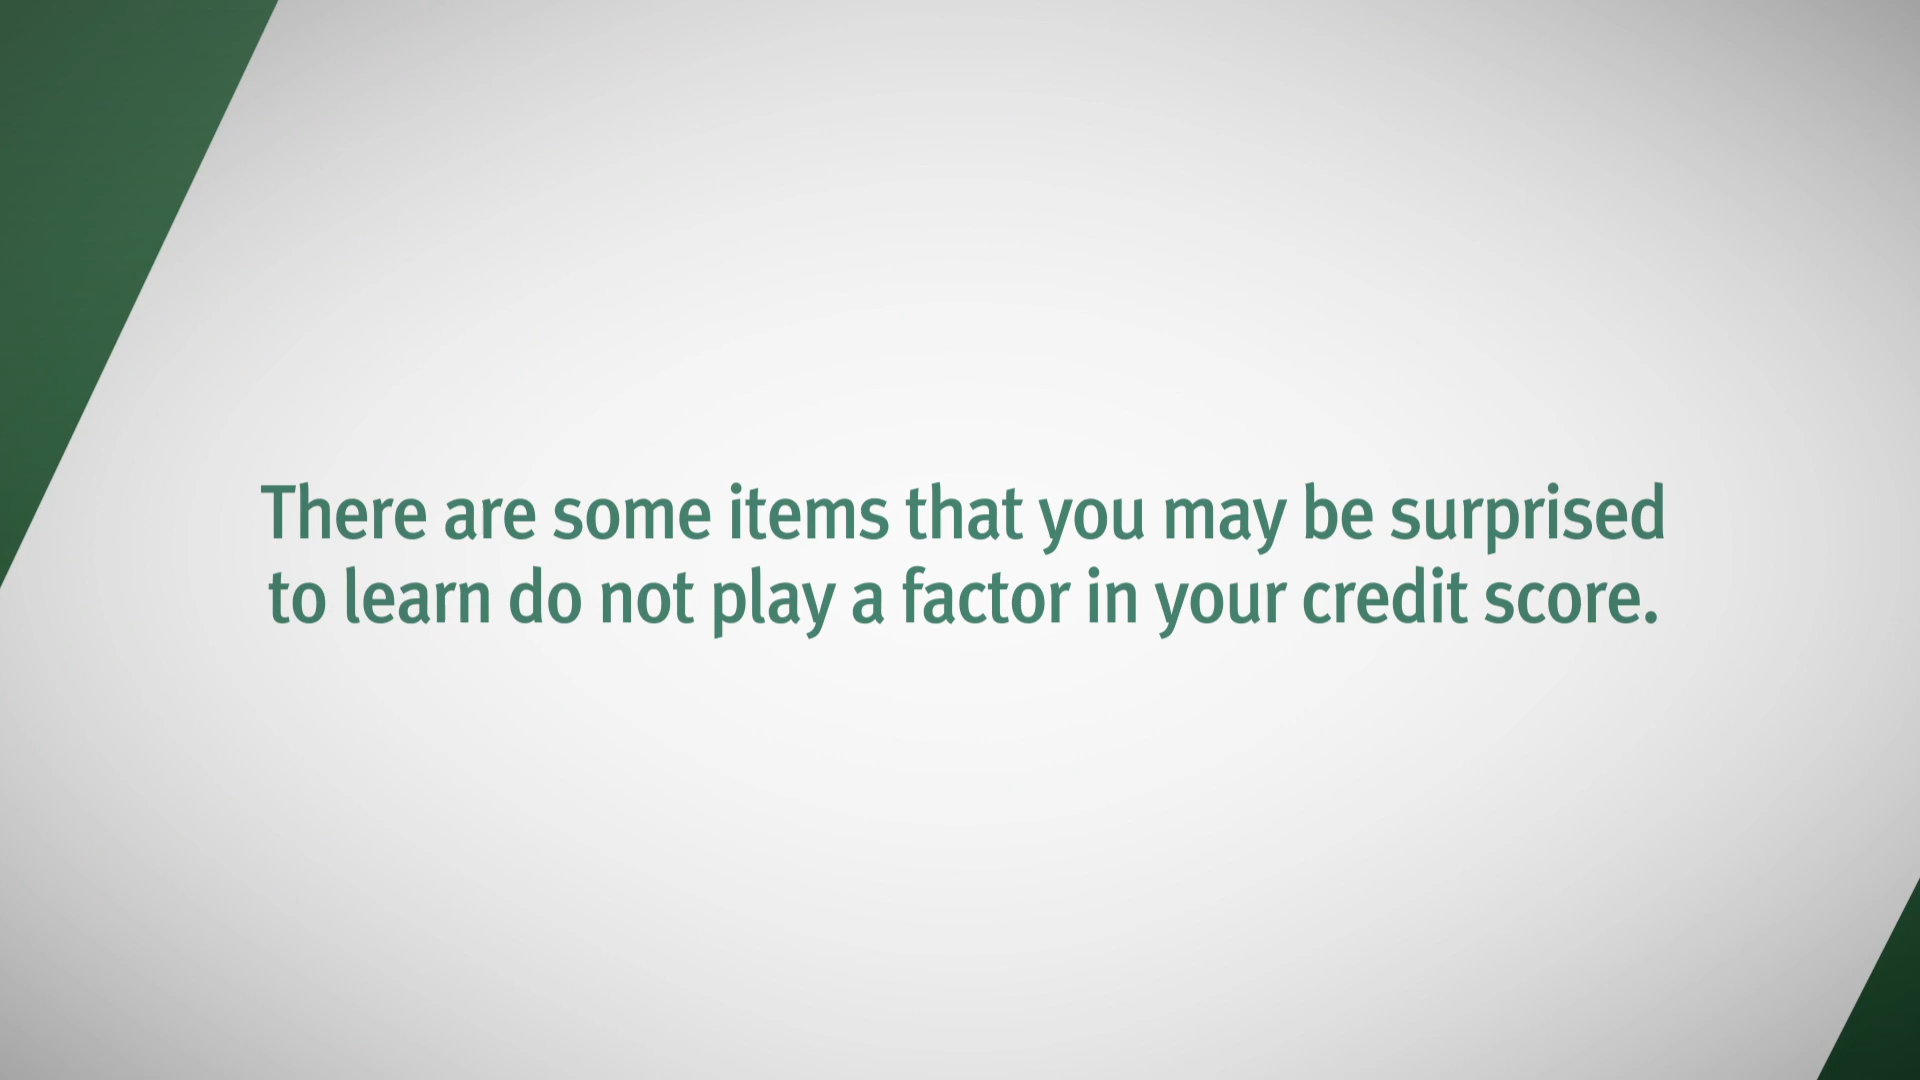 There are some items that you may be surprised
to learn do not play a factor in your credit score.